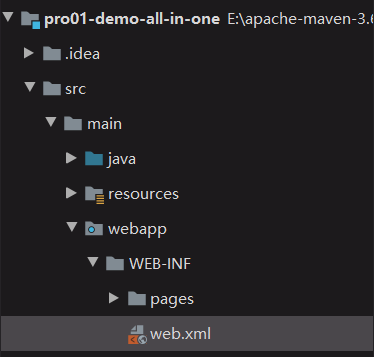 pro01-demo-all-in-one E:\apache-maven-3.6
.idea
src
main
java
resources
webapp
WEB-INF
pages
web.xml